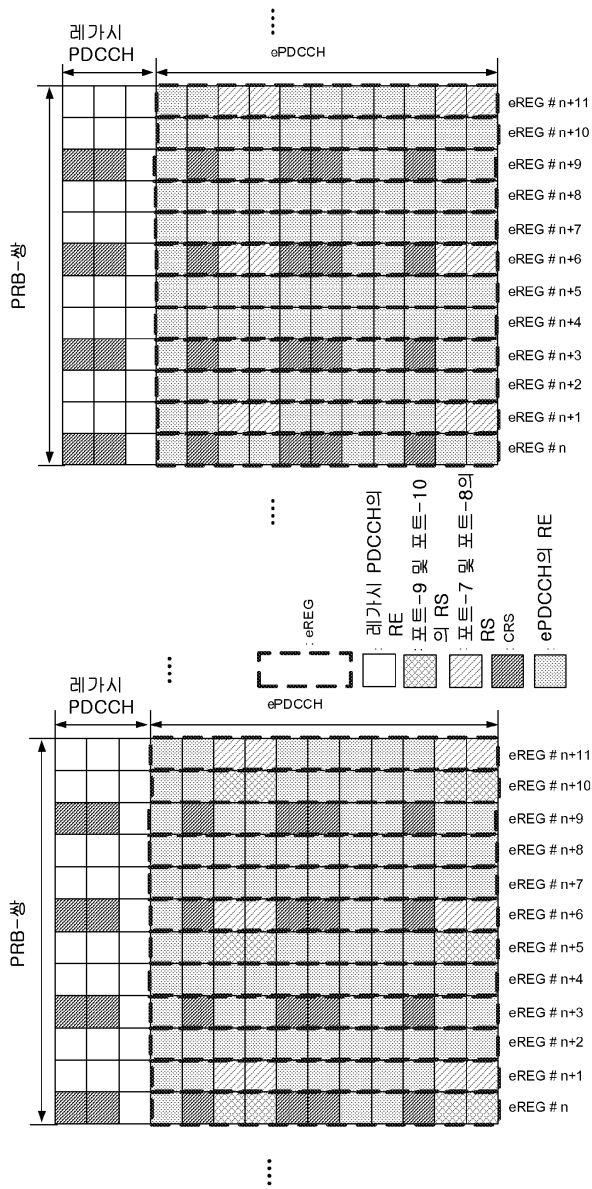 레가시
PDCCH
ePDCCH
PRB-쌍
eREG # n+11
eREG # n+10
eREG # n+9
eREG # n+8
eREG # n+7
eREG # n+6
eREG # n+5
eREG # n+4
eREG # n+3
eREG # n+2
eREG # n+1
eREG # n
: eREG
: 레가시 PDCCH의
RE
: 포트-9 및 포트-10
의 RS
: 포트-7 및 포트-8의
RS
: CRS
: ePDCCH의 RE
레가시
PDCCH
ePDCCH
PRB-쌍
eREG # n+11
eREG # n+10
eREG # n+9
eREG # n+8
eREG # n+7
eREG # n+6
eREG # n+5
eREG # n+4
eREG # n+3
eREG # n+2
eREG # n+1
eREG # n